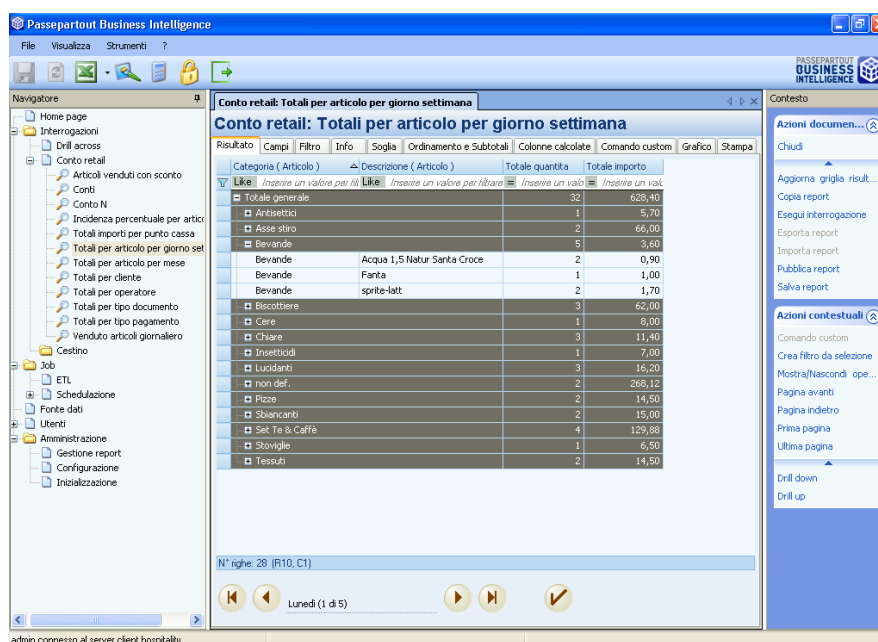 Passepartout Business Intelligence
File Visualizza Strumenti ?
PASSEPARTOUT
BUSINESS
INTELLIGENCE
Navigatore
Home page
Interrogazioni
Drill across
Conto retail
Articoli venduti con sconto
Conti
Conto N
Incidenza percentuale per artic
Totali importi per punto cassa
Totali per articolo per giorno set
Totali per articolo per mese
Totali per cliente
Totali per operatore
Totali per tipo documento
Totali per tipo pagamento
Venduto articoli giornaliero
Cestino
Job
ETL
Schedulazione
Fonte dati
Utenti
Amministrazione
Gestione report
Configurazione
Inizializzazione
Conto retail: Totali per articolo per giorno settimana
Conto retail: Totali per articolo per giorno settimana
Risultato Campi Filtro Info Soglia Ordinamento e Subtotali Colonne calcolate Comando custom Grafico Stampa
Categoria ( Articolo ) Descrizione ( Articolo ) Totale quantita Totale importo
Like Inserire un valore per fil Like Inserire un valore per filtrare = Inserire un valo = Inserire un valo
Totale generale 32 628,40
Antisettici 1 5,70
Asse stiro 2 66,00
Bevande 5 3,60
Bevande Acqua 1,5 Natur Santa Croce 2 0,90
Bevande Fanta 1 1,00
Bevande sprite-latt 2 1,70
Biscottiere 3 62,00
Cere 1 8,00
Chiare 3 11,40
Insetticidi 1 7,00
Lucidanti 3 16,20
non def. 2 268,12
Pizze 2 14,50
Sbiancanti 2 15,00
Set Te & Caffè 4 129,88
Stoviglie 1 6,50
Tessuti 2 14,50
N° righe: 28 (R10, C1)
Lunedì (1 di 5)
Contesto
Azioni documen...
Chiudi
Aggiorna griglia risult...
Copia report
Esegui interrogazione
Esporta report
Importa report
Pubblica report
Salva report
Azioni contestuali
Comando custom
Crea filtro da selezione
Mostra/Nascondi ope...
Pagina avanti
Pagina indietro
Prima pagina
Ultima pagina
Drill down
Drill up
admin connesso al server client hospitality